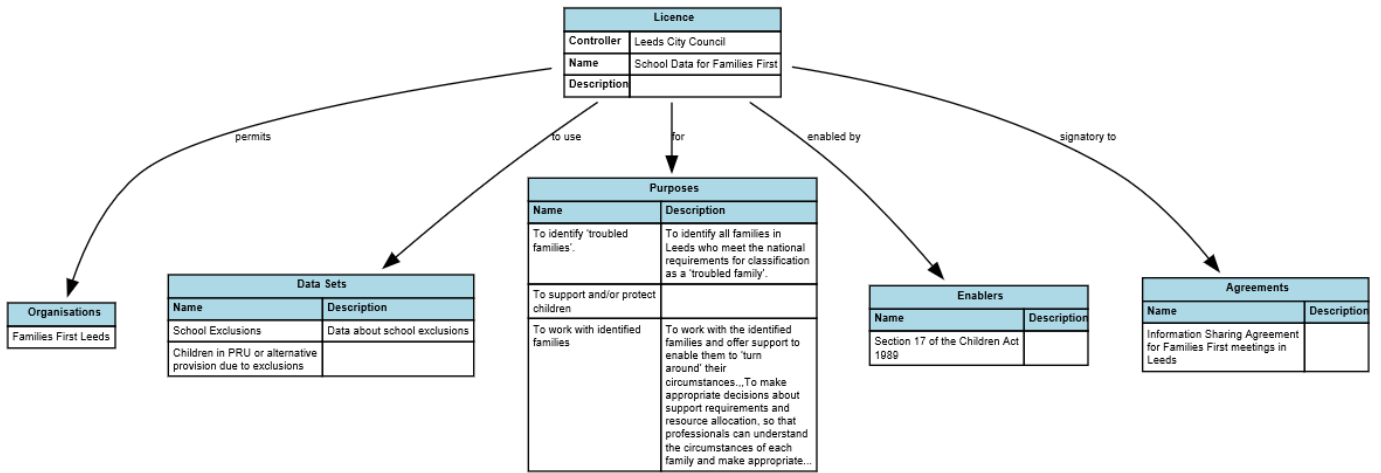 Licence
Controller Leeds City Council
Name School Data for Families First
Description
permits
to use
for
enabled by
signatory to
Organisations
Families First Leeds
Data Sets
Name Description
School Exclusions Data about school exclusions
Children in PRU or alternative
provision due to exclusions
Purposes
Name Description
To identify 'troubled
families'.
To identify all families in
Leeds who meet the national
requirements for classification
as a 'troubled family'.
To support and/or protect
children
To work with identified
families
To work with the identified
families and offer support to
enable them to 'turn
around' their
circumstances.,,To make
appropriate decisions about
support requirements and
resource allocation, so that
professionals can understand
the circumstances of each
family and make appropriate...
Enablers
Name Description
Section 17 of the Children Act
1989
Agreements
Name Description
Information Sharing Agreement
for Families First meetings in
Leeds